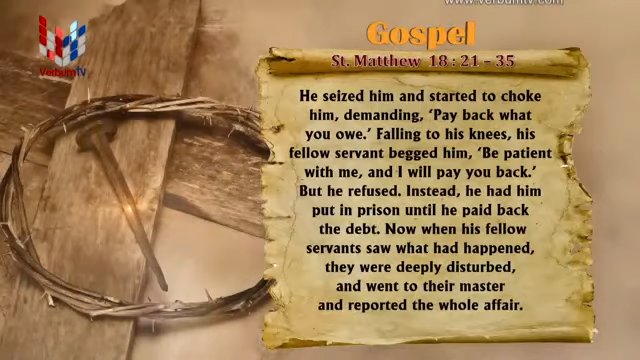 www.verbumtv.com
Gospel
VerbumTV
St. Matthew 18 : 21 - 35
He seized him and started to choke
him, demanding, ‘Pay back what
you owe.’ Falling to his knees, his
fellow servant begged him, ‘Be patient
with me, and I will pay you back.’
But he refused. Instead, he had him
put in prison until he paid back
the debt. Now when his fellow
servants saw what had happened,
they were deeply disturbed,
and went to their master
and reported the whole affair.